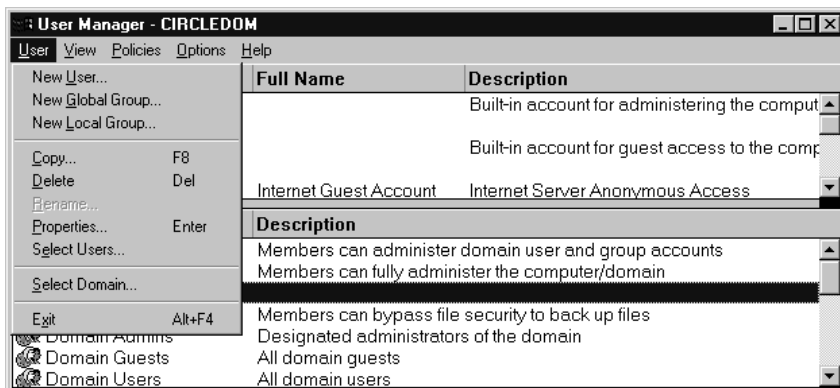 User Manager - CIRCLEDOM
User View Policies Options Help
New User...
New Global Group...
New Local Group...
Copy... F8
Delete Del
Rename...
Properties... Enter
Select Users...
Select Domain...
Exit Alt+F4
Full Name Description
Built-in account for administering the comput
Built-in account for guest access to the comp
Internet Guest Account Internet Server Anonymous Access
Description
Members can administer domain user and group accounts
Members can fully administer the computer/domain
Members can bypass file security to back up files
Domain Admins Designated administrators of the domain
Domain Guests All domain guests
Domain Users All domain users